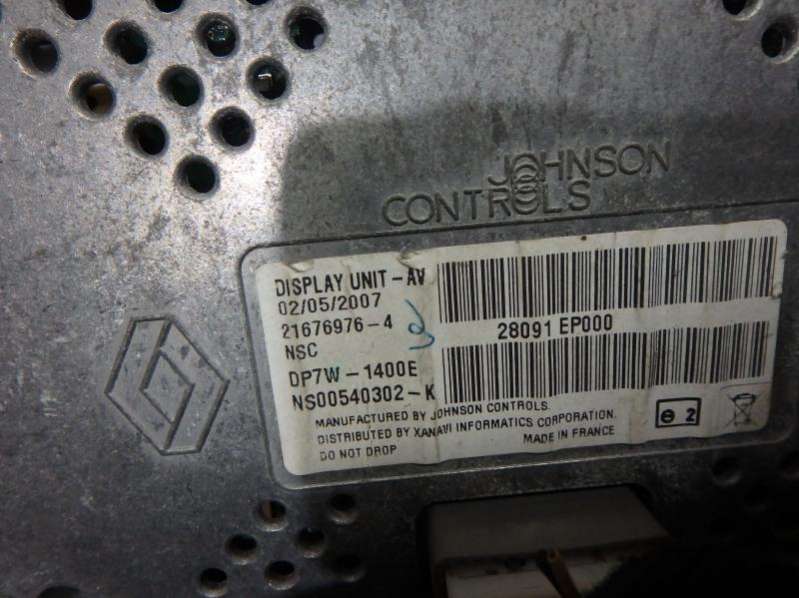 JOHNSON
CONTROLS
DISPLAY UNIT-AV
02/05/2007
21676976-4
NSC
DP7W-1400E
NS00540302-K
28091 EP000
MANUFACTURED BY JOHNSON CONTROLS.
DISTRIBUTED BY XANAVI INFORMATICS CORPORATION.
MADE IN FRANCE
DO NOT DROP
2